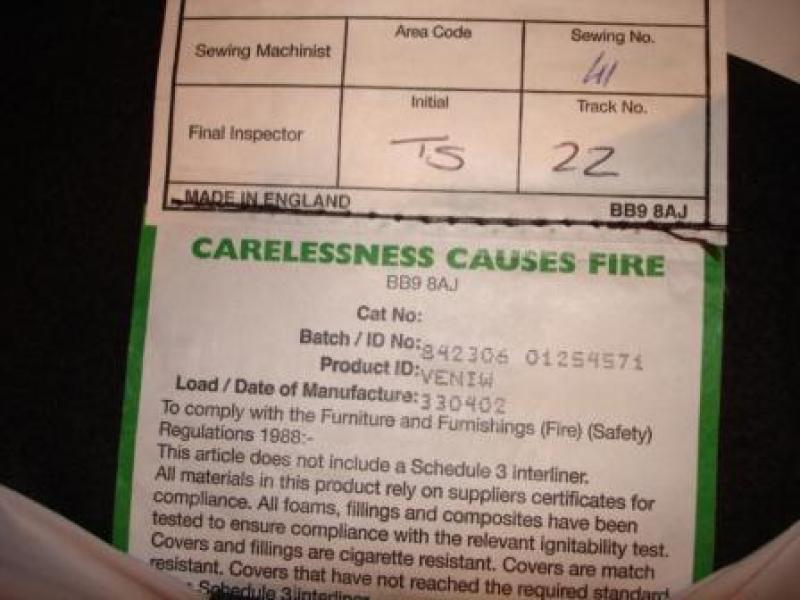 Area Code
Sewing No.
Sewing Machinist
41
Initial
Track No.
Final Inspector
TS
22
MADE IN ENGLAND
BB9 8AJ
CARELESSNESS CAUSES FIRE
BB9 8AJ
Cat No:
Batch / ID No: 842306 01254571
Product ID: VENIW
Load / Date of Manufacture: 330402
To comply with the Furniture and Furnishings (Fire) (Safety)
Regulations 1988:-
This article does not include a Schedule 3 interliner.
All materials in this product rely on suppliers certificates for
compliance. All foams, fillings and composites have been
tested to ensure compliance with the relevant ignitability test.
Covers and fillings are cigarette resistant. Covers are match
resistant. Covers that have not reached the required standard
Schedule 3 interliner